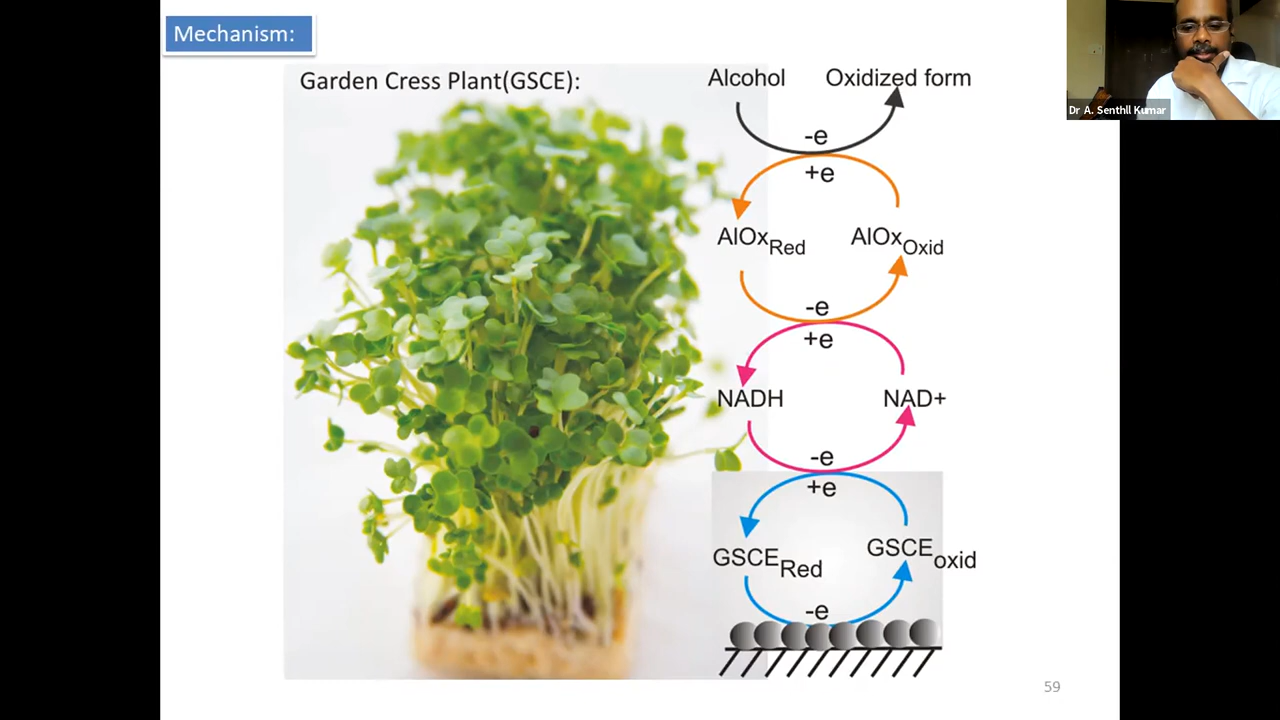 Mechanism:
Garden Cress Plant(GSCE):
Alcohol Oxidized form
-e
+e
AlOxRed AlOxOxid
-e
+e
NADH NAD+
-e
+e
GSCERed GSCEoxid
-e
59
Dr A. Senthil Kumar